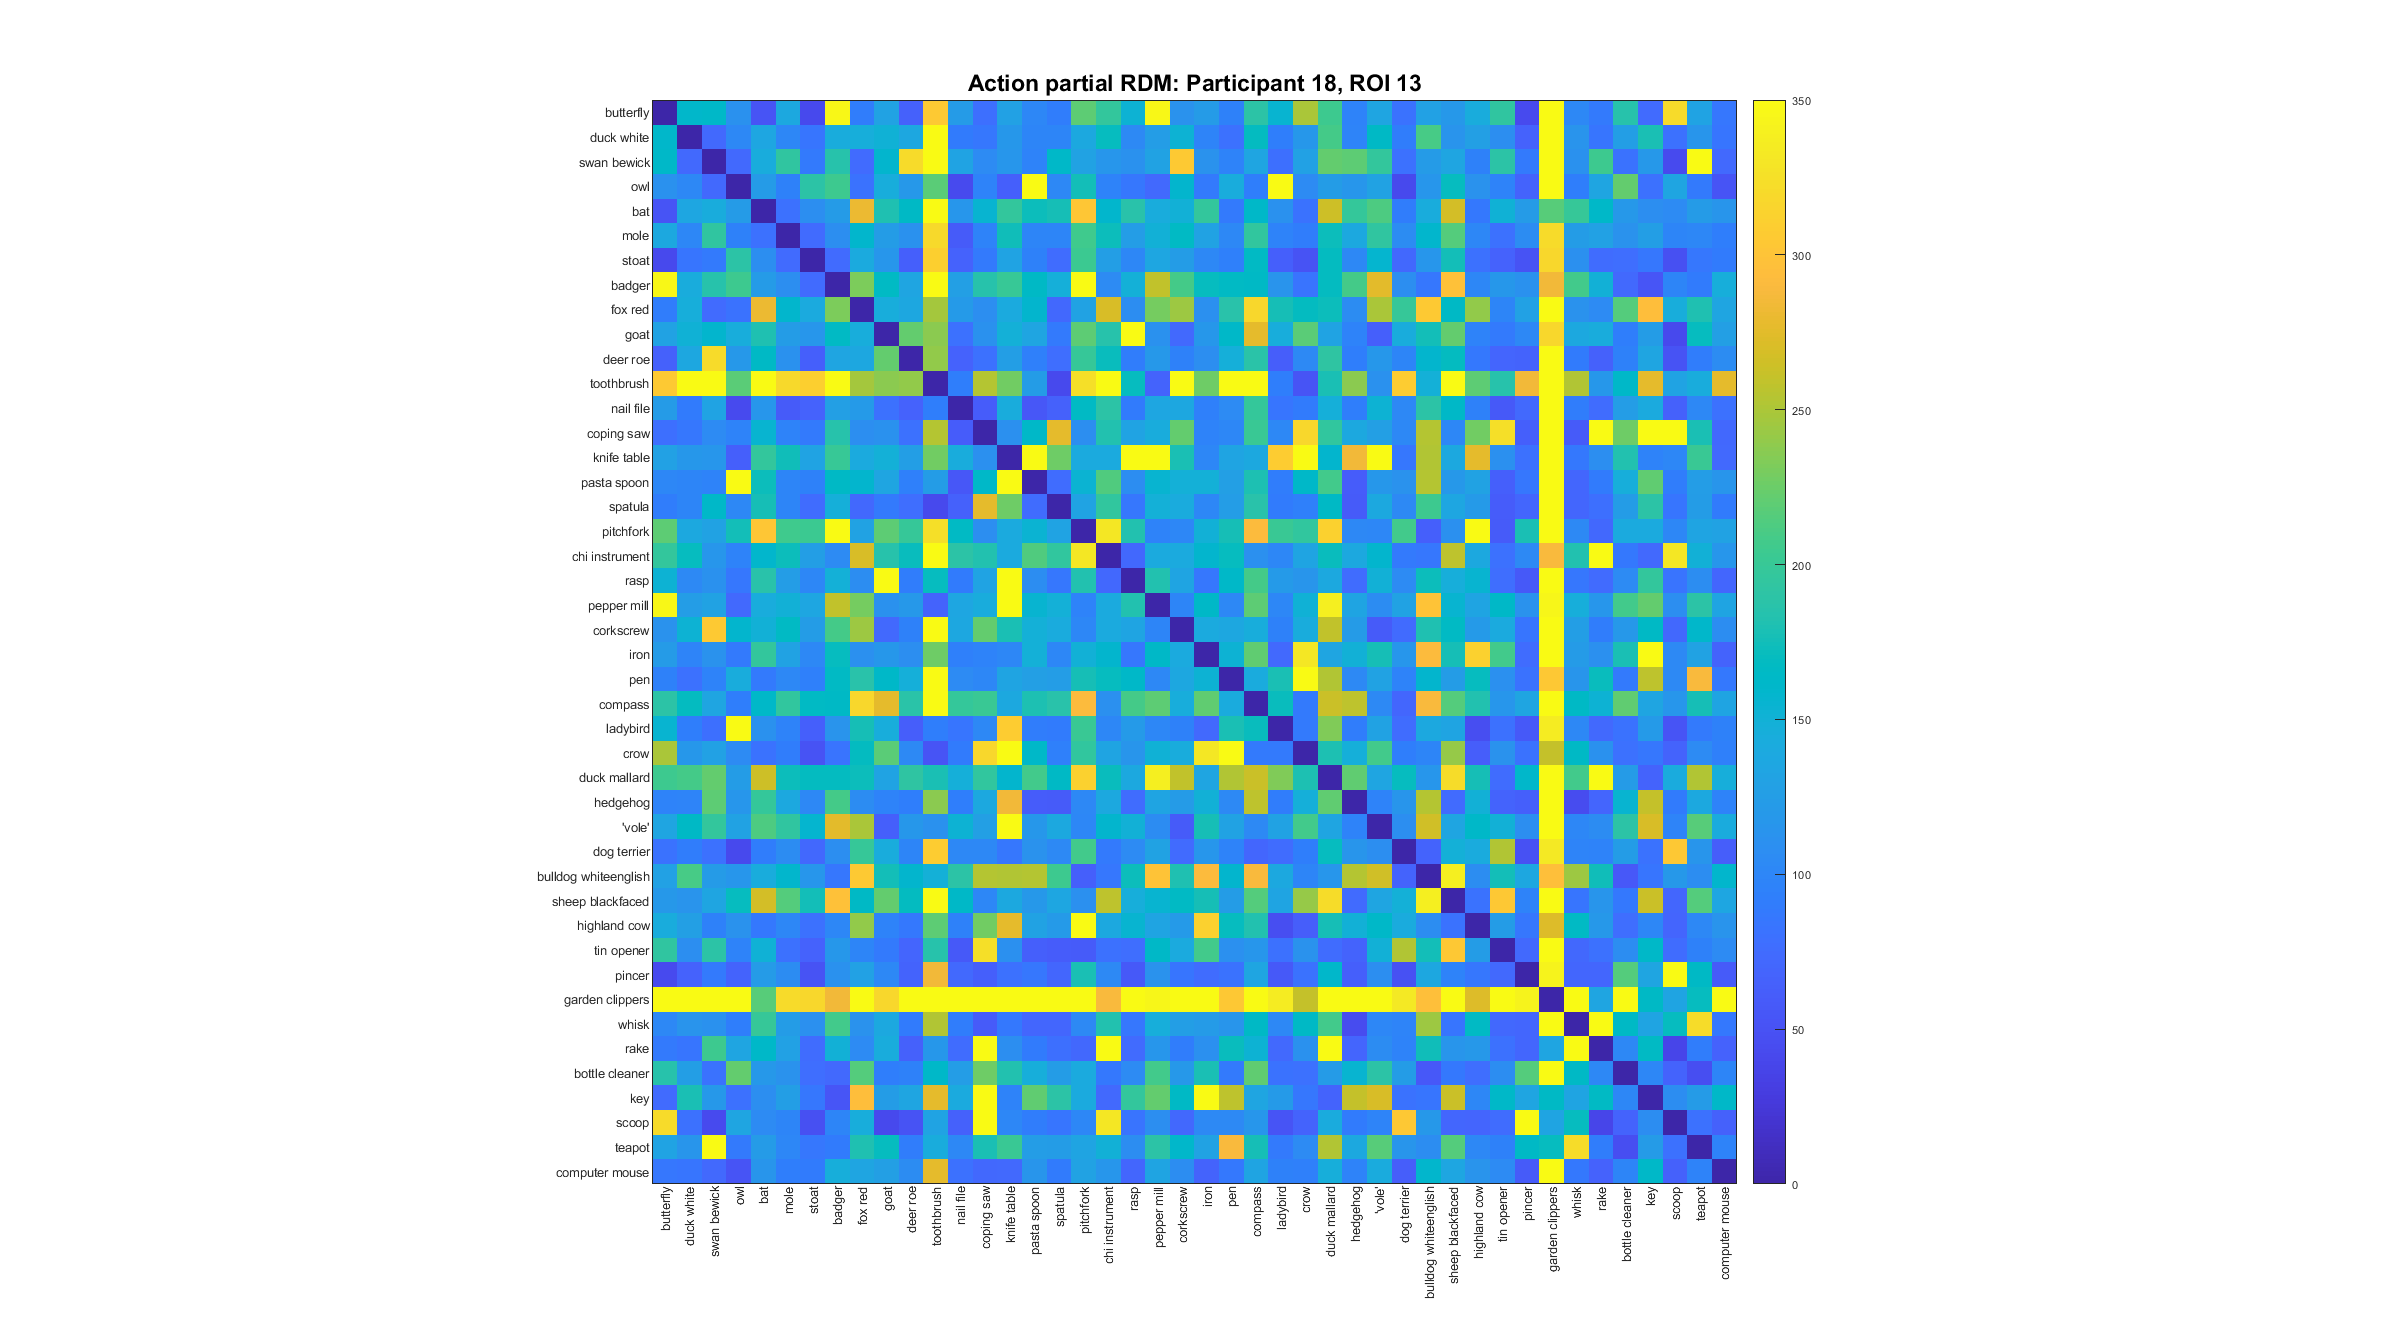 Action partial RDM: Participant 18, ROI 13
butterfly
duck white
swan bewick
owl
bat
mole
stoat
badger
fox red
goat
deer roe
toothbrush
nail file
coping saw
knife table
pasta spoon
spatula
pitchfork
chi instrument
rasp
pepper mill
corkscrew
iron
pen
compass
ladybird
crow
duck mallard
hedgehog
'vole'
dog terrier
bulldog whiteenglish
sheep blackfaced
highland cow
tin opener
pincer
garden clippers
whisk
rake
bottle cleaner
key
scoop
teapot
computer mouse
butterfly
duck white
swan bewick
owl
bat
mole
stoat
badger
fox red
goat
deer roe
toothbrush
nail file
coping saw
knife table
pasta spoon
spatula
pitchfork
chi instrument
rasp
pepper mill
corkscrew
iron
pen
compass
ladybird
crow
duck mallard
hedgehog
'vole'
dog terrier
bulldog whiteenglish
sheep blackfaced
highland cow
tin opener
pincer
garden clippers
whisk
rake
bottle cleaner
key
scoop
teapot
computer mouse
350
300
250
200
150
100
50
0